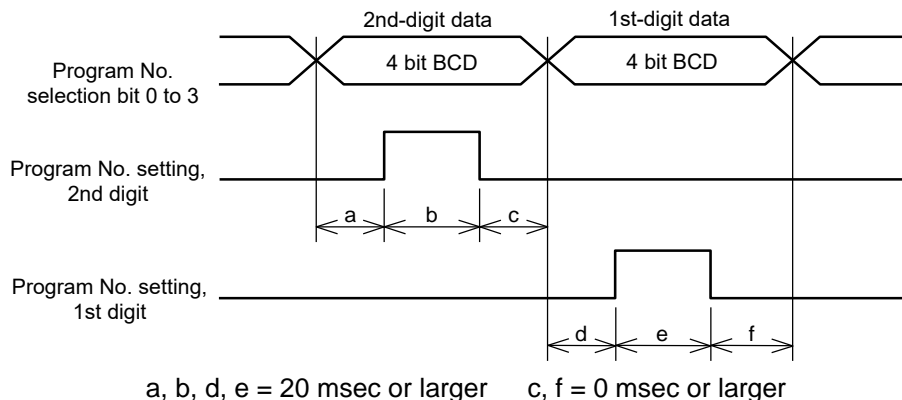 2nd-digit data
1st-digit data
Program No.
selection bit 0 to 3
4 bit BCD
4 bit BCD
Program No. setting,
2nd digit
a
b
c
Program No. setting,
1st digit
d
e
f
a, b, d, e = 20 msec or larger c, f = 0 msec or larger